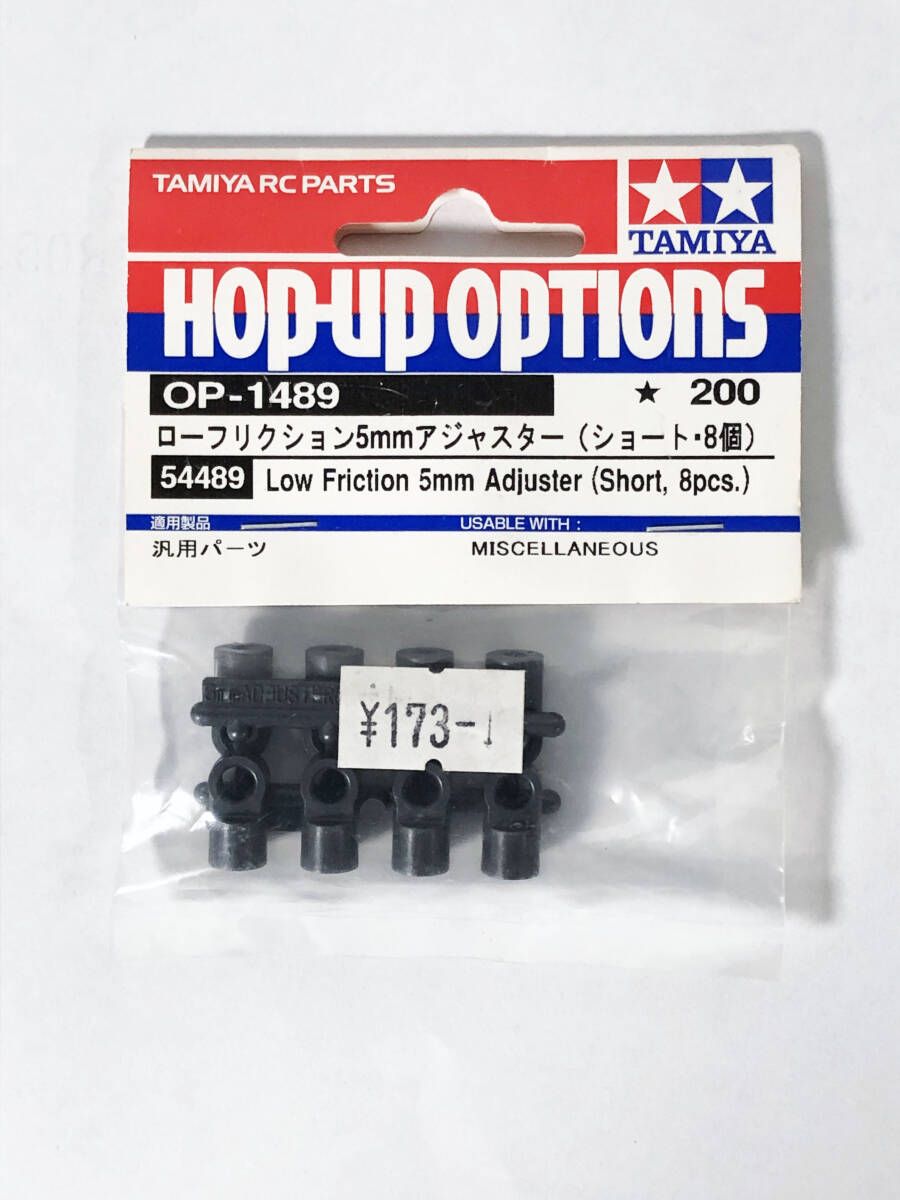 TAMIYA RC PARTS
TAMIYA
HOP-UP OPTIONS
OP-1489 ★ 200
ローフリクション5mmアジャスター（ショート・8個）
54489 Low Friction 5mm Adjuster (Short, 8pcs.)
適用製品 USABLE WITH :
汎用パーツ MISCELLANEOUS
5mm ADJUSTER
¥173-